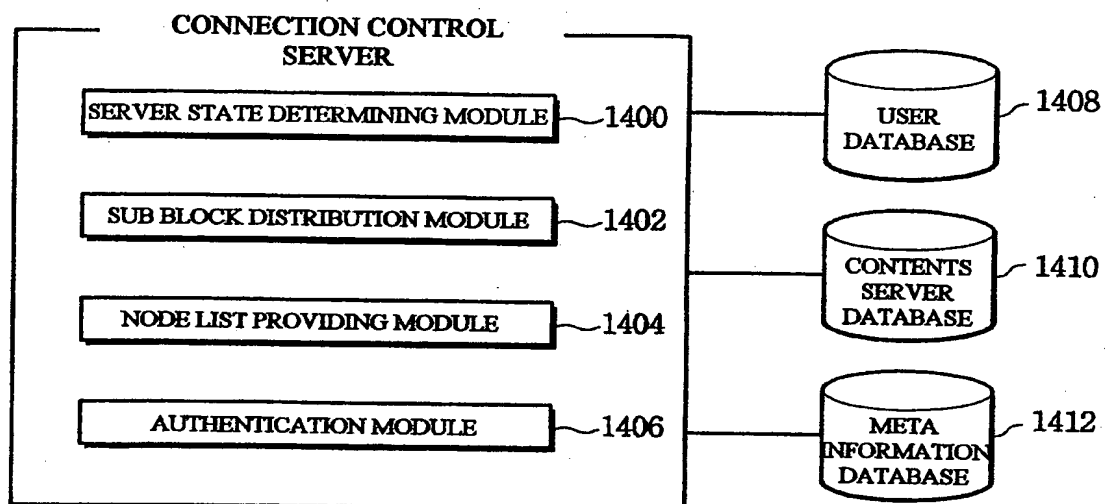 CONNECTION CONTROL
SERVER
SERVER STATE DETERMINING MODULE
1400
SUB BLOCK DISTRIBUTION MODULE
1402
NODE LIST PROVIDING MODULE
1404
AUTHENTICATION MODULE
1406
USER
DATABASE
1408
CONTENTS
SERVER
DATABASE
1410
META
INFORMATION
DATABASE
1412